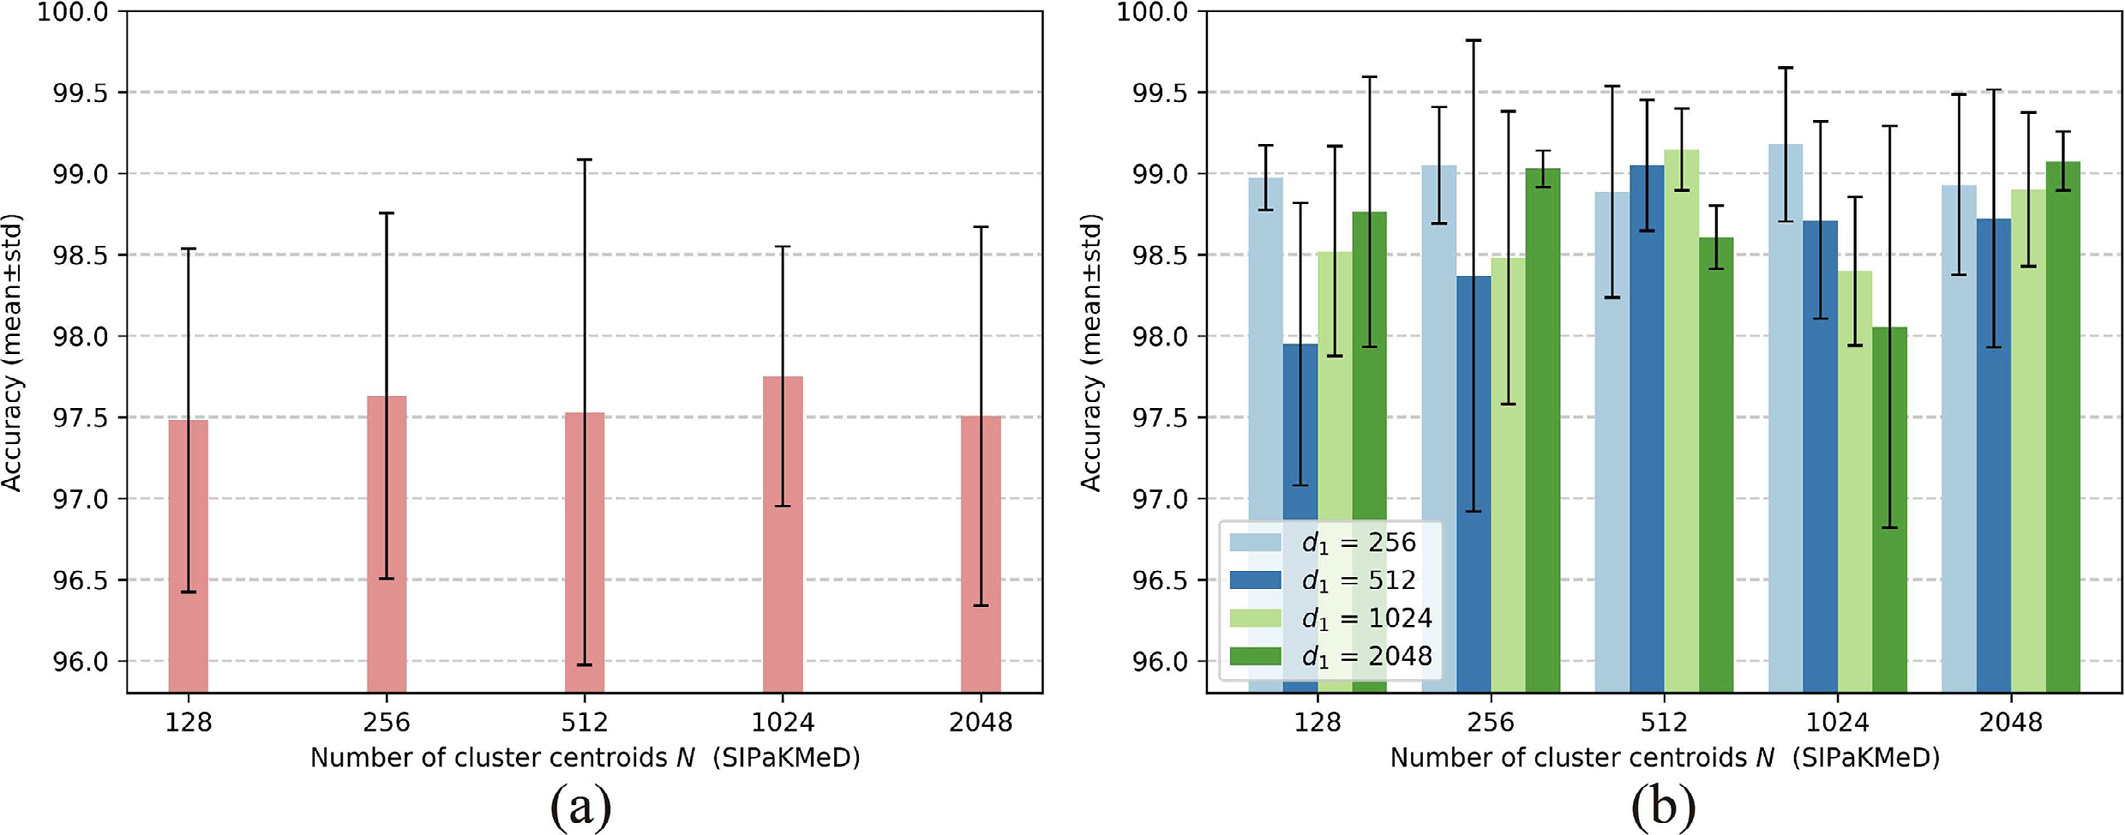 100.0
99.5
99.0
98.5
98.0
97.5
97.0
96.5
96.0
Accuracy (mean±std)
128 256 512 1024 2048
Number of cluster centroids N (SIPaKMeD)
(a)
100.0
99.5
99.0
98.5
98.0
97.5
97.0
96.5
96.0
Accuracy (mean±std)
d₁ = 256
d₁ = 512
d₁ = 1024
d₁ = 2048
128 256 512 1024 2048
Number of cluster centroids N (SIPaKMeD)
(b)